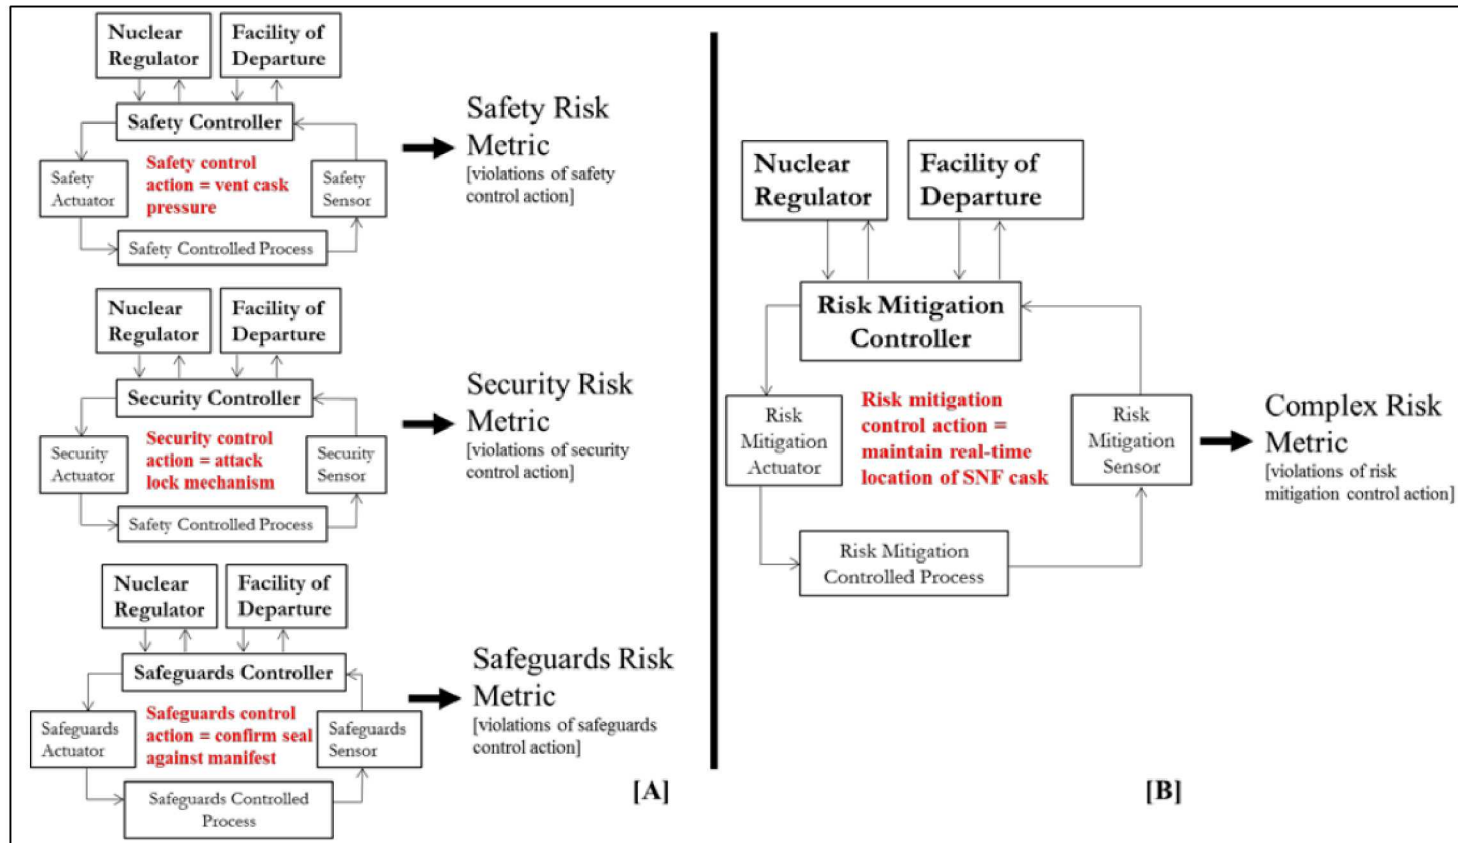 Nuclear
Regulator
Facility of
Departure
Safety Controller
Safety
Actuator
Safety control
action = vent cask
pressure
Safety
Sensor
Safety Controlled Process
Safety Risk
Metric
[violations of safety
control action]
Nuclear
Regulator
Facility of
Departure
Security Controller
Security
Actuator
Security control
action = attack
lock mechanism
Security
Sensor
Safety Controlled Process
Security Risk
Metric
[violations of security
control action]
Nuclear
Regulator
Facility of
Departure
Safeguards Controller
Safeguards
Actuator
Safeguards control
action = confirm seal
against manifest
Safeguards
Sensor
Safeguards Controlled
Process
Safeguards Risk
Metric
[violations of safeguards
control action]
[A]
Nuclear
Regulator
Facility of
Departure
Risk Mitigation
Controller
Risk
Mitigation
Actuator
Risk mitigation
control action =
maintain real-time
location of SNF cask
Risk
Mitigation
Sensor
Risk Mitigation
Controlled Process
Complex Risk
Metric
[violations of risk
mitigation control action]
[B]